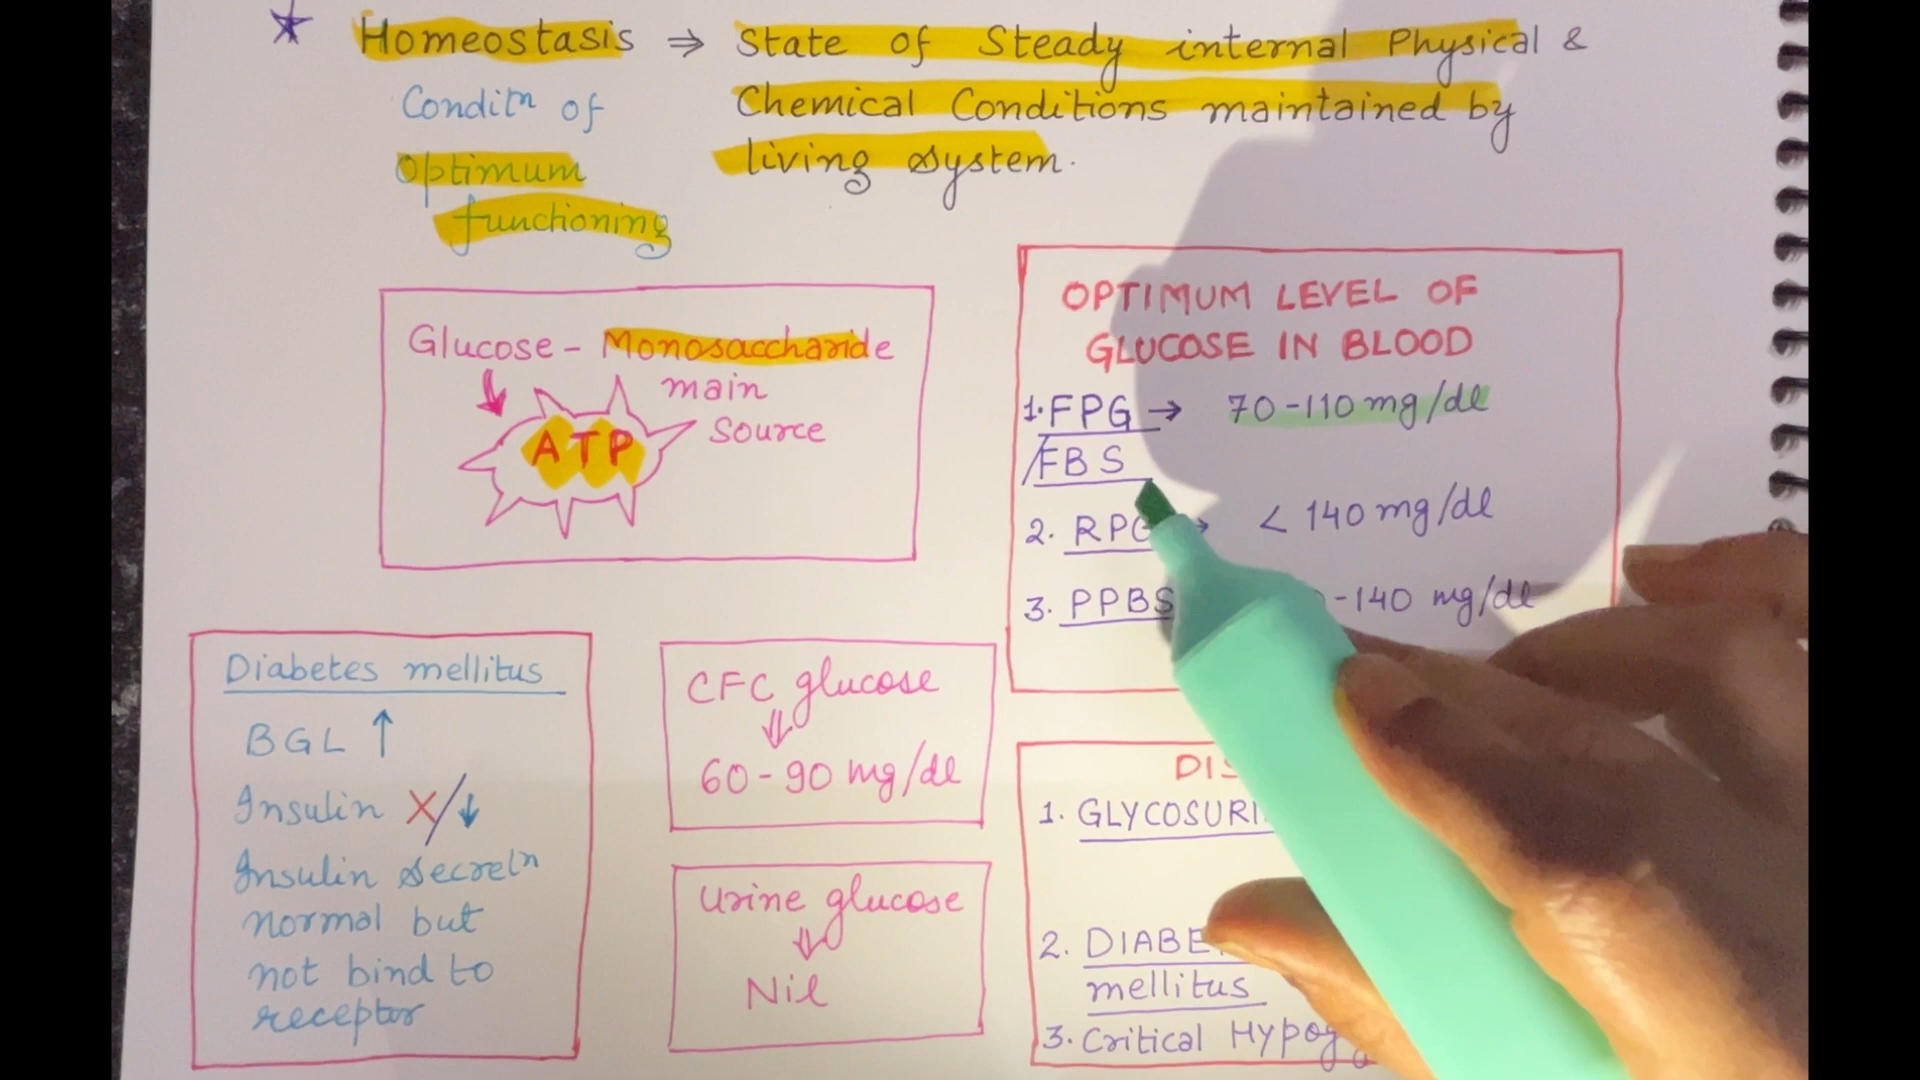 Homeostasis ⇒ State of Steady internal Physical &
Conditn of Chemical Conditions maintained by
Optimum living System.
functioning
Glucose - Monosaccharide
main
ATP Source
OPTIMUM LEVEL OF
GLUCOSE IN BLOOD
1. FPG → 70-110 mg/dl
/FBS
2. RPG → < 140 mg/dl
3. PPBS -140 mg/dl
Diabetes mellitus
BGL ↑
Insulin X/↓
Insulin Secretn
normal but
not bind to
receptor
CFC glucose
60-90 mg/dl
Urine glucose
Nil
1. GLYCOSURI
2. DIABE
mellitus
3. Critical Hypog